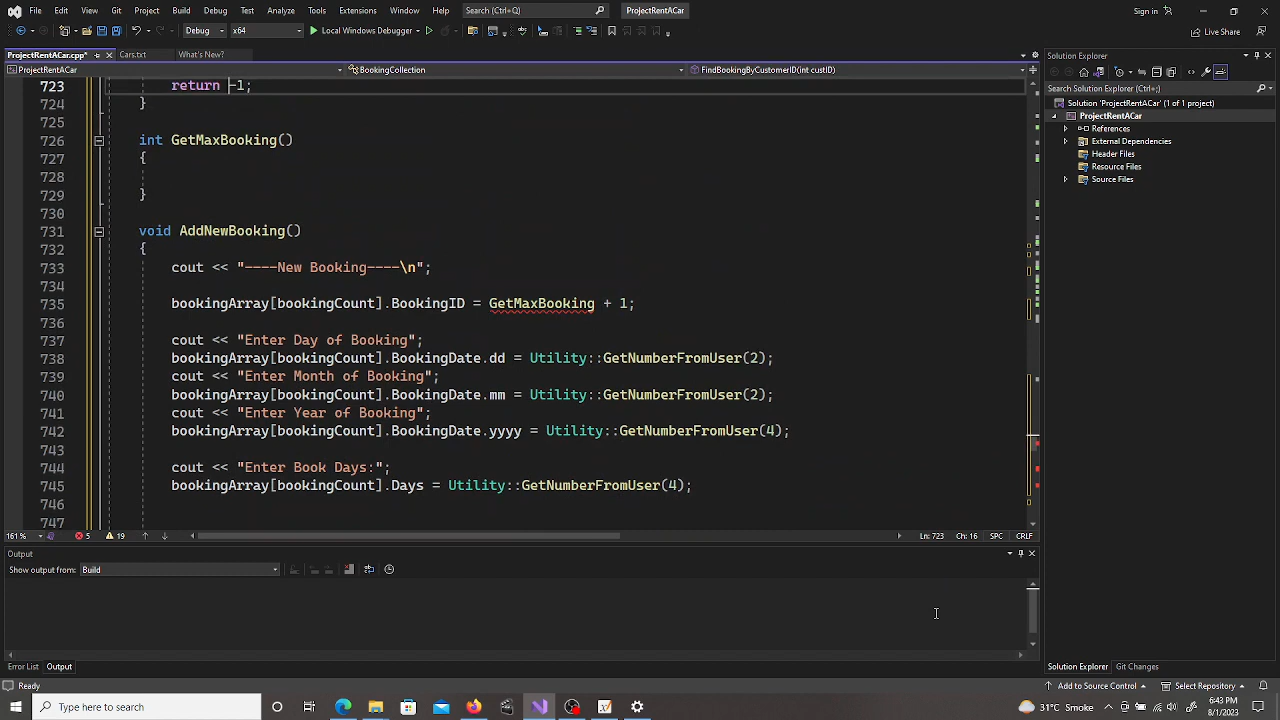 File Edit View Git Project Build Debug Test Analyze Tools Extensions Window Help Search (Ctrl+Q) ProjectRentACar Sign in
Debug x64 Local Windows Debugger Live Share
ProjectRentACar.cpp* Cars.txt What's New? Solution Explorer
ProjectRentACar BookingCollection FindBookingByCustomerID(int custID)
Search Solution Explorer (Ctrl+;)
Solution 'ProjectRentACar' (1 of 1 project)
ProjectRentACar
References
External Dependencies
Header Files
Resource Files
Source Files
723 return -1;
724 }
725
726 int GetMaxBooking()
727 {
728
729 }
730
731 void AddNewBooking()
732 {
733 cout << "----New Booking----\n";
734
735 bookingArray[bookingCount].BookingID = GetMaxBooking + 1;
736
737 cout << "Enter Day of Booking";
738 bookingArray[bookingCount].BookingDate.dd = Utility::GetNumberFromUser(2);
739 cout << "Enter Month of Booking";
740 bookingArray[bookingCount].BookingDate.mm = Utility::GetNumberFromUser(2);
741 cout << "Enter Year of Booking";
742 bookingArray[bookingCount].BookingDate.yyyy = Utility::GetNumberFromUser(4);
743
744 cout << "Enter Book Days:";
745 bookingArray[bookingCount].Days = Utility::GetNumberFromUser(4);
746
747
161 % 5 19 Ln: 723 Ch: 16 SPC CRLF
Output
Show output from: Build
Error List Output Solution Explorer Git Changes
Ready Add to Source Control Select Repository
Type here to search 31°C Sunny 6:43 PM
8/1/2023